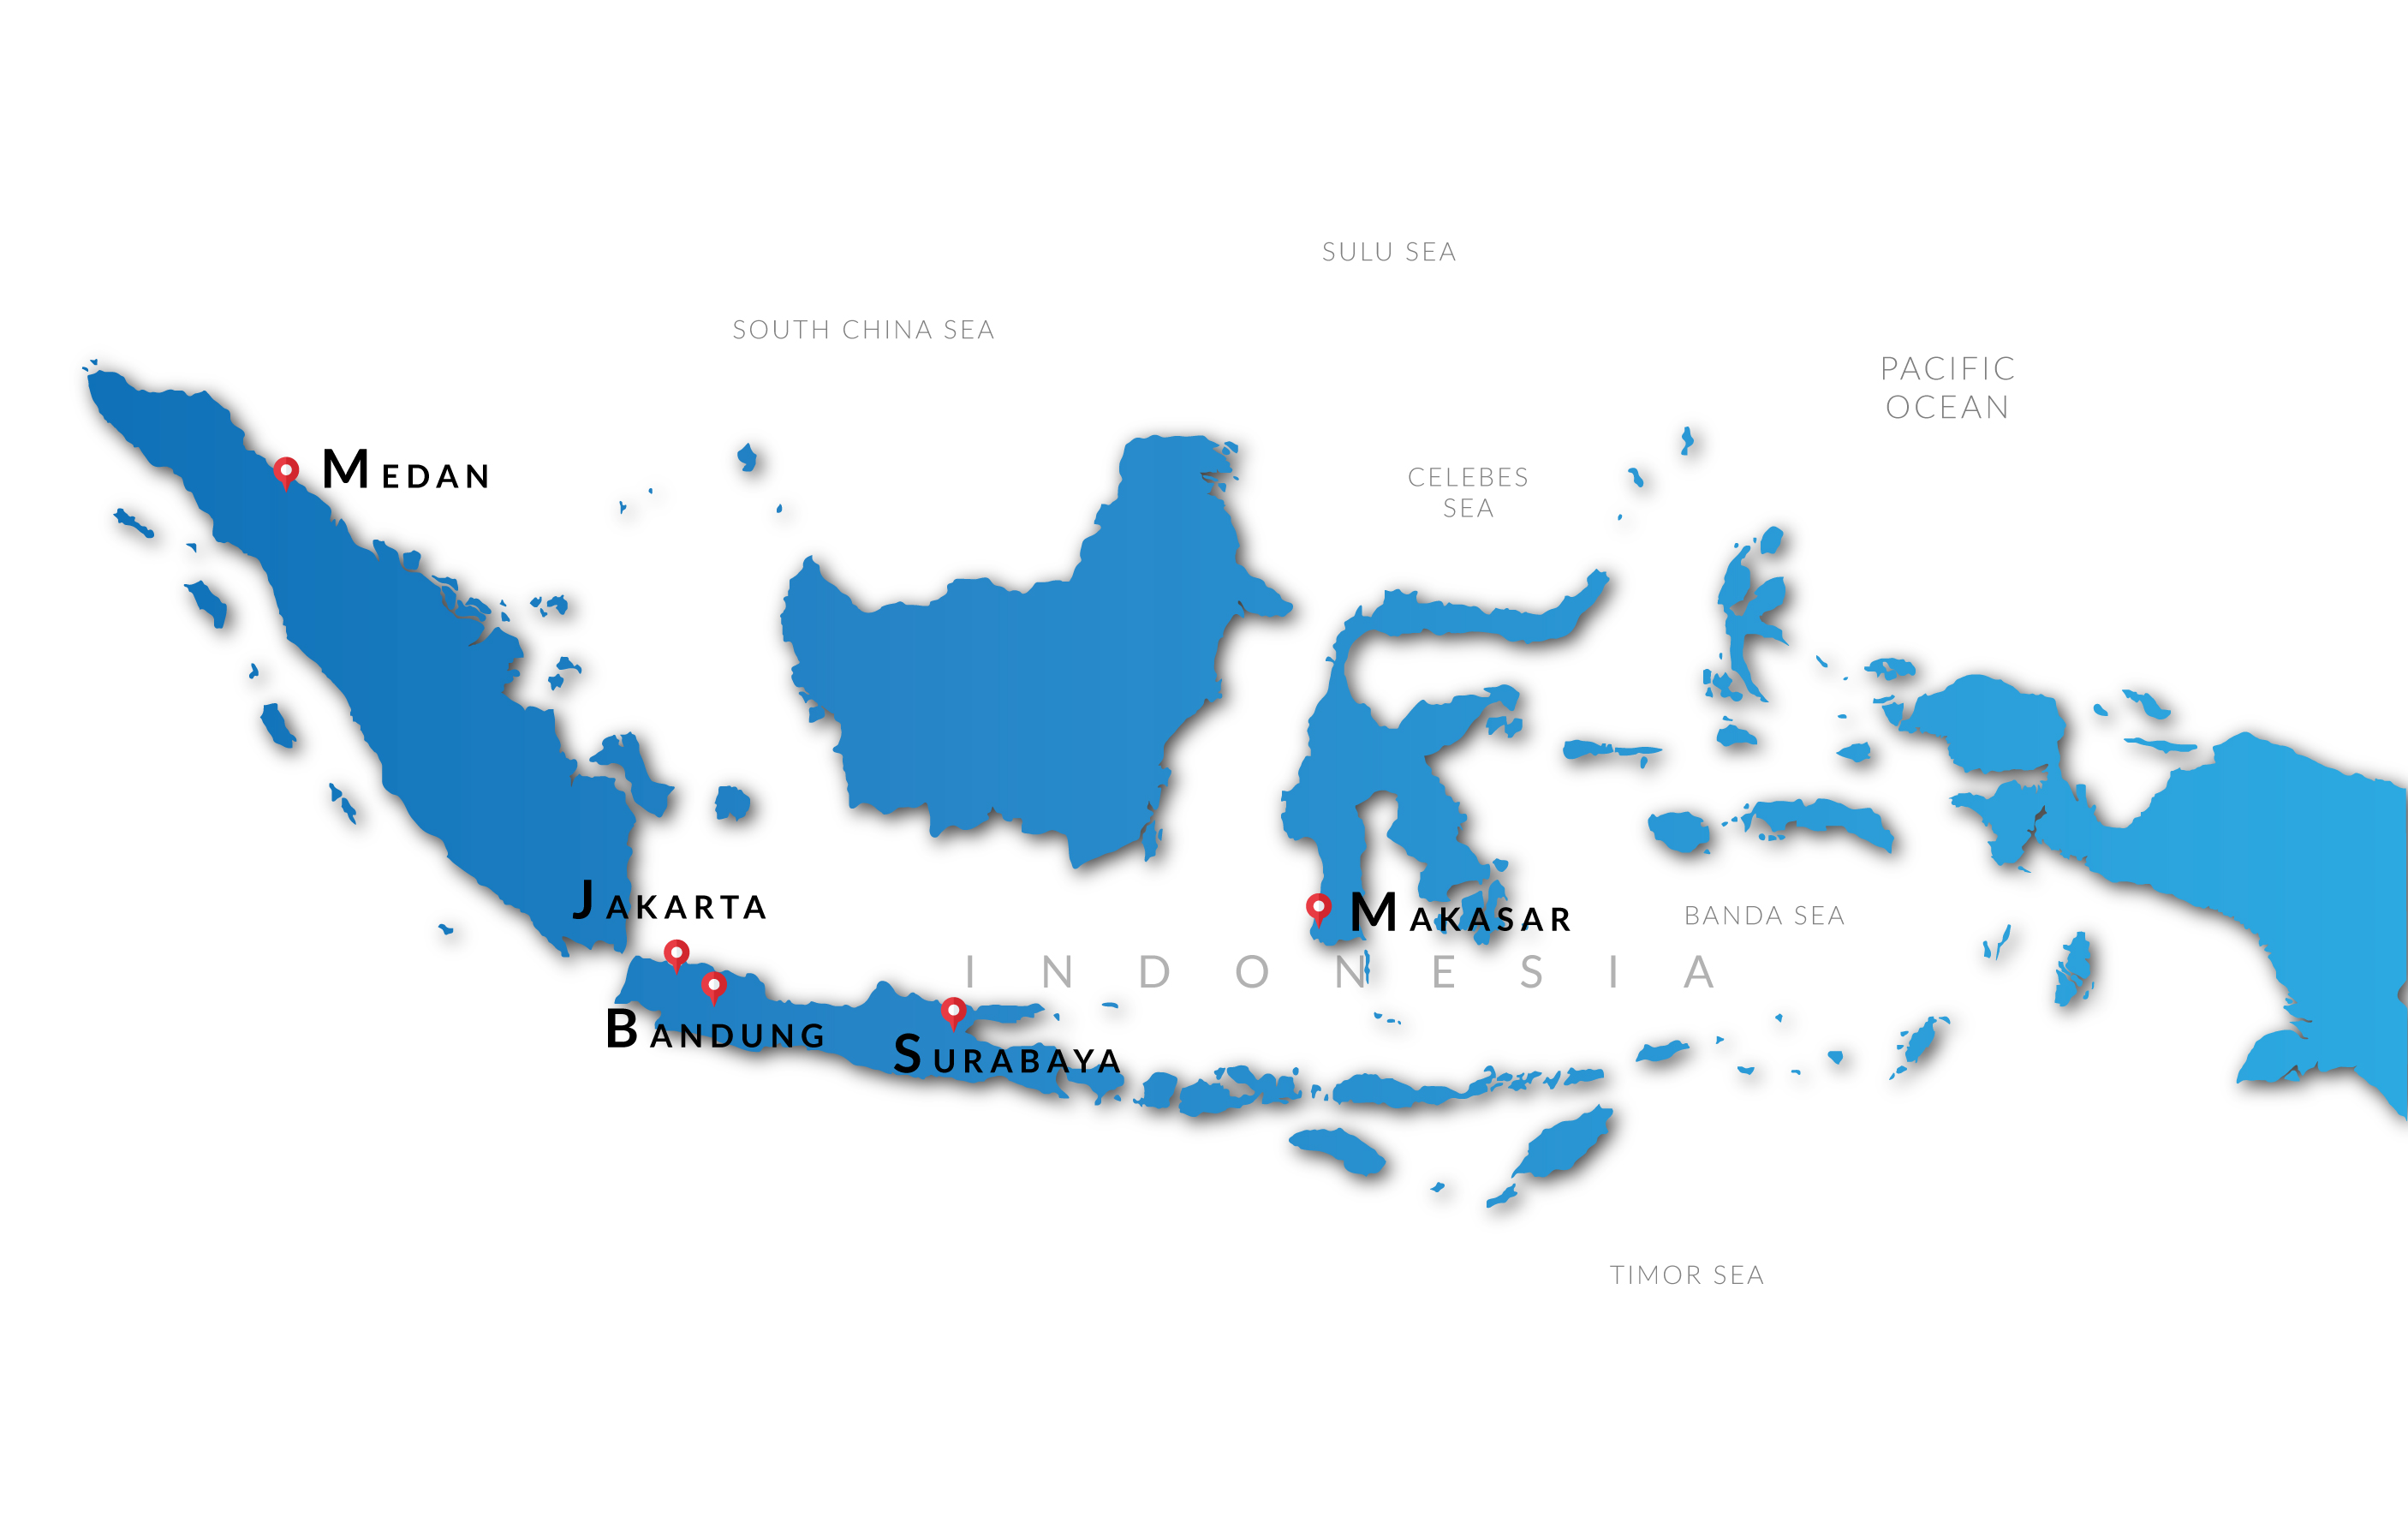 SULU SEA
SOUTH CHINA SEA
PACIFIC
OCEAN
MEDAN
CELEBES
SEA
JAKARTA
MAKASAR
BANDA SEA
INDONESIA
BANDUNG
SURABAYA
TIMOR SEA